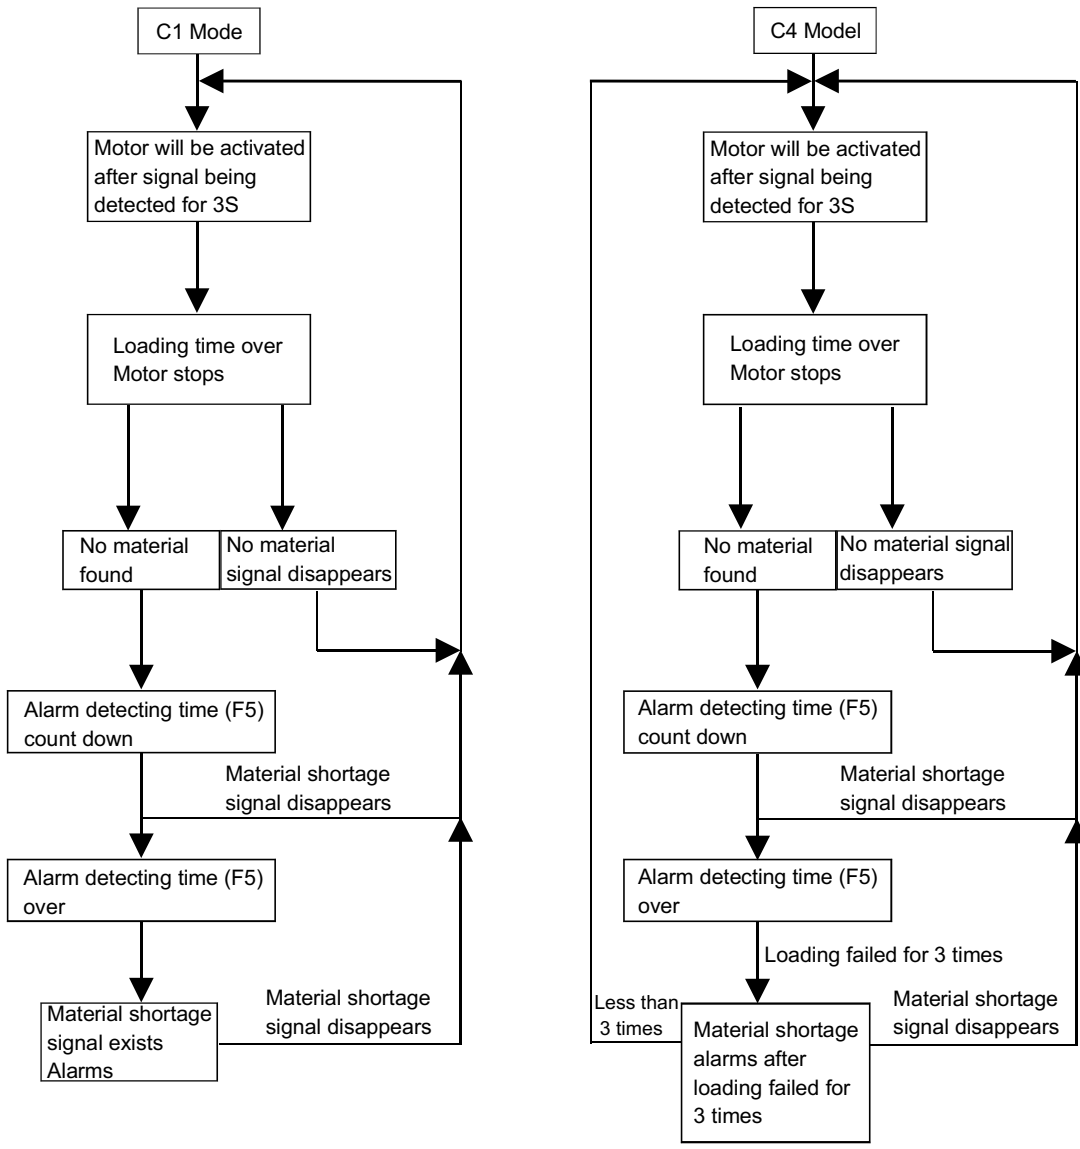 C1 Mode
Motor will be activated
after signal being
detected for 3S
Loading time over
Motor stops
No material
found
No material
signal disappears
Alarm detecting time (F5)
count down
Material shortage
signal disappears
Alarm detecting time (F5)
over
Material shortage
signal exists
Alarms
Material shortage
signal disappears
C4 Model
Motor will be activated
after signal being
detected for 3S
Loading time over
Motor stops
No material
found
No material signal
disappears
Alarm detecting time (F5)
count down
Material shortage
signal disappears
Alarm detecting time (F5)
over
Loading failed for 3 times
Less than
3 times
Material shortage
alarms after
loading failed for
3 times
Material shortage
signal disappears